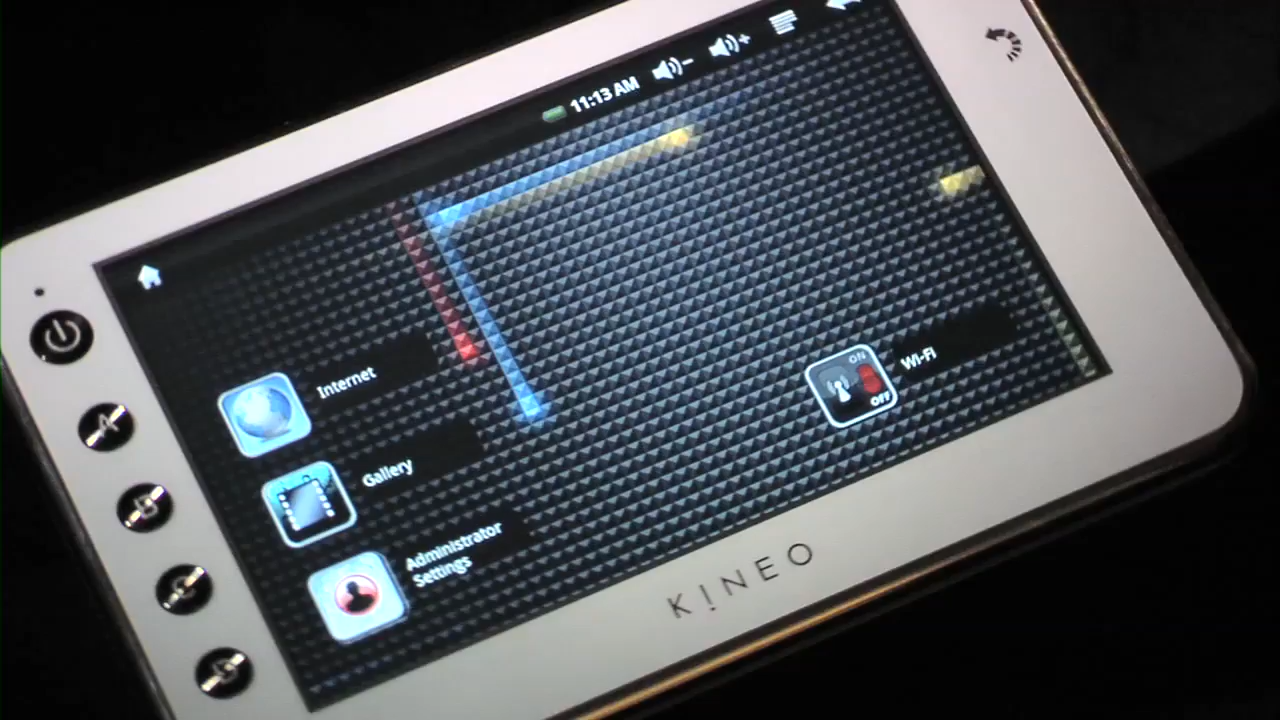 11:13 AM
Internet
Gallery
Administrator
Settings
ON
OFF
Wi-Fi
KINEO
A
B
C
D